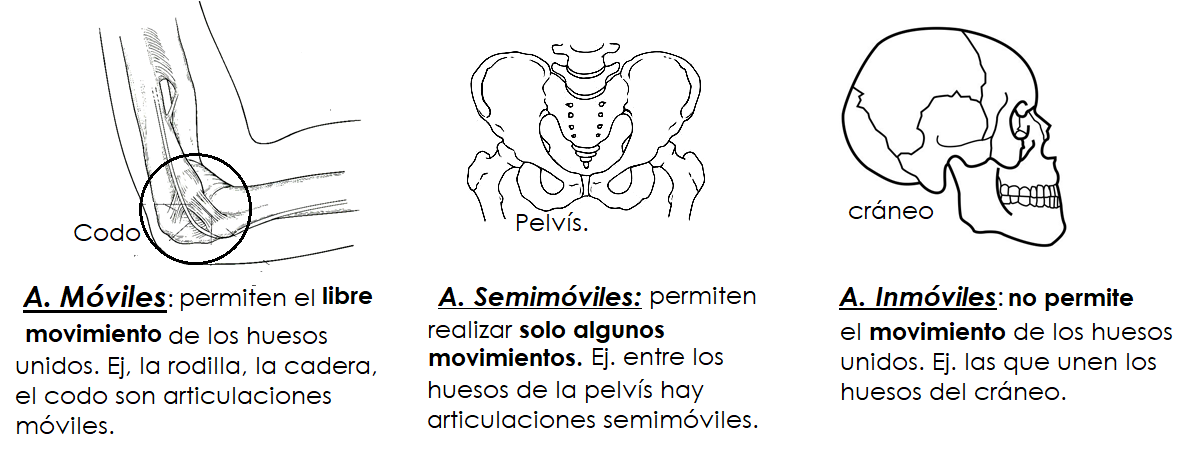 Codo
A. Móviles: permiten el libre
movimiento de los huesos
unidos. Ej, la rodilla, la cadera,
el codo son articulaciones
móviles.
Pelvís.
A. Semimóviles: permiten
realizar solo algunos
movimientos. Ej. entre los
huesos de la pelvís hay
articulaciones semimóviles.
cráneo
A. Inmóviles: no permite
el movimiento de los huesos
unidos. Ej. las que unen los
huesos del cráneo.